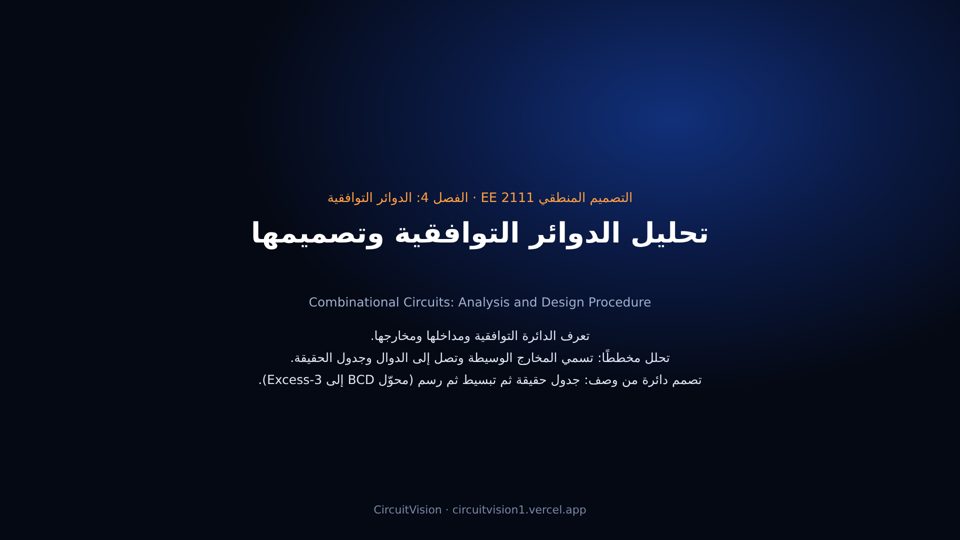 التصميم المنطقي EE 2111 · الفصل 4: الدوائر التوافقية
تحليل الدوائر التوافقية وتصميمها
Combinational Circuits: Analysis and Design Procedure
تعرف الدائرة التوافقية ومداخلها ومخارجها.
تحلل مخططًا: تسمي المخارج الوسيطة وتصل إلى الدوال وجدول الحقيقة.
تصمم دائرة من وصف: جدول حقيقة ثم تبسيط ثم رسم (محوّل BCD إلى Excess-3).
CircuitVision · circuitvision1.vercel.app